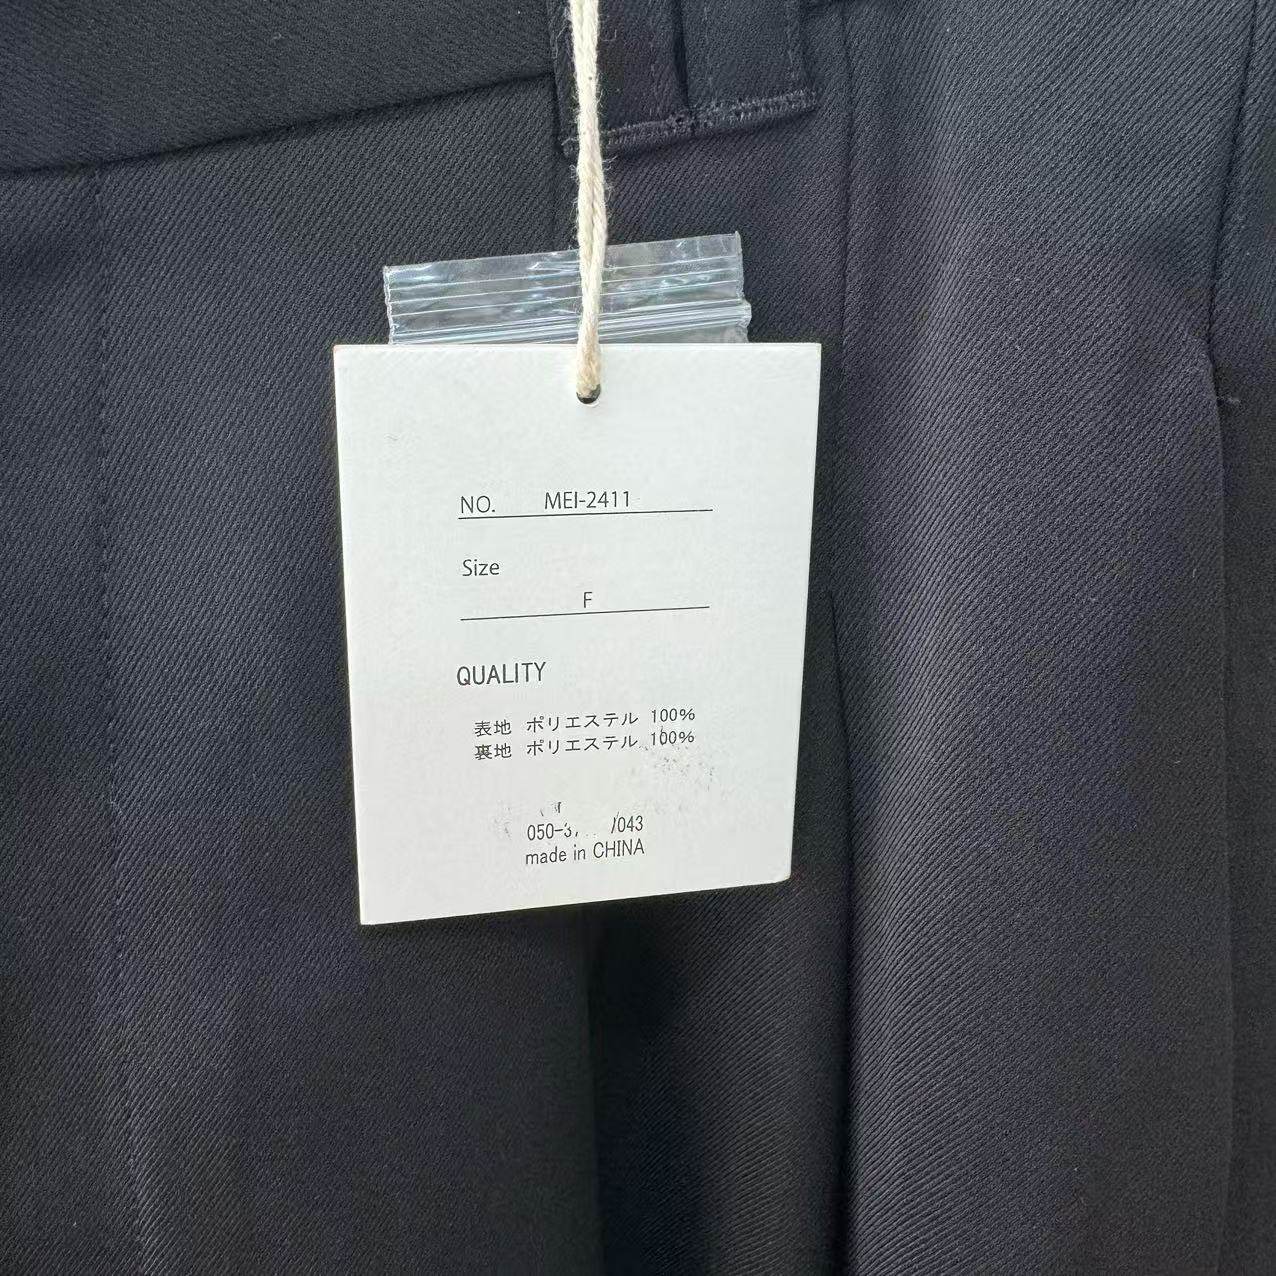 NO. MEI-2411
Size
F
QUALITY
表地 ポリエステル 100%
裏地 ポリエステル 100%
made in CHINA